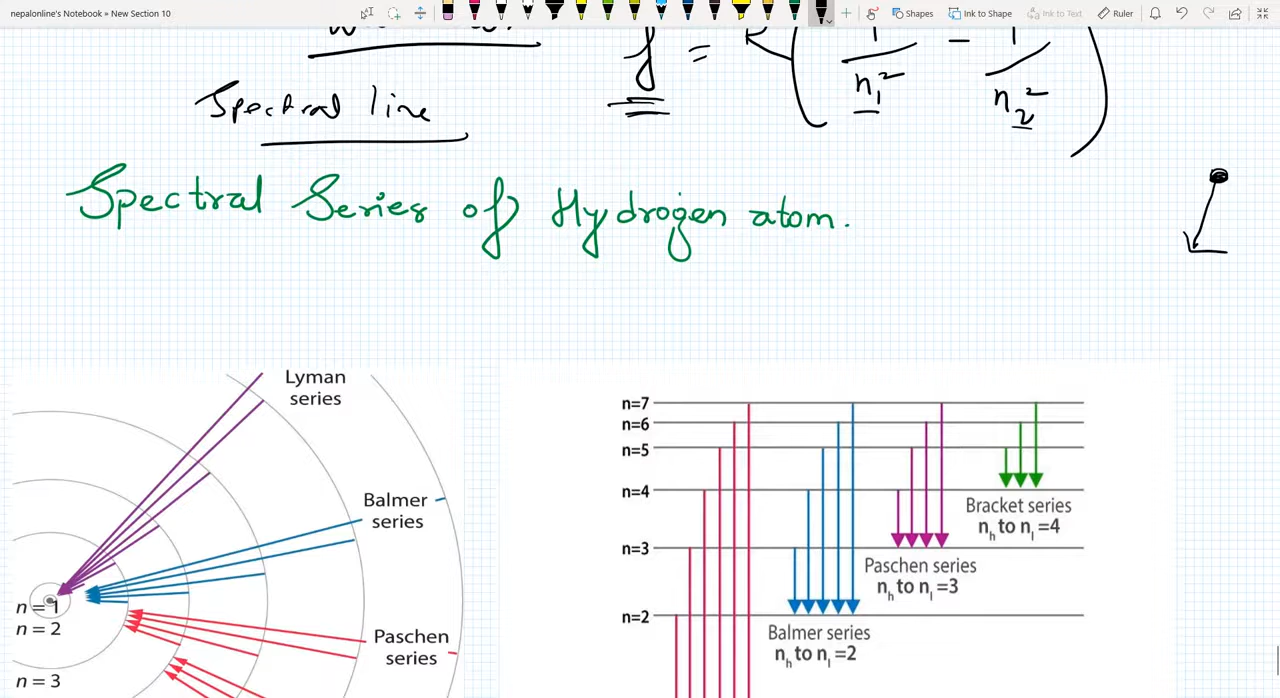 nepalonline's Notebook » New Section 10
Shapes
Ink to Shape
Ink to Text
Ruler
= R( 1/n₁² − 1/n₂² )
Spectral line
Spectral Series of Hydrogen atom.
Lyman
series
Balmer
series
n = 1
n = 2
Paschen
series
n = 3
n=7
n=6
n=5
n=4
Bracket series
nh to nl =4
n=3
Paschen series
nh to nl =3
n=2
Balmer series
nh to nl =2